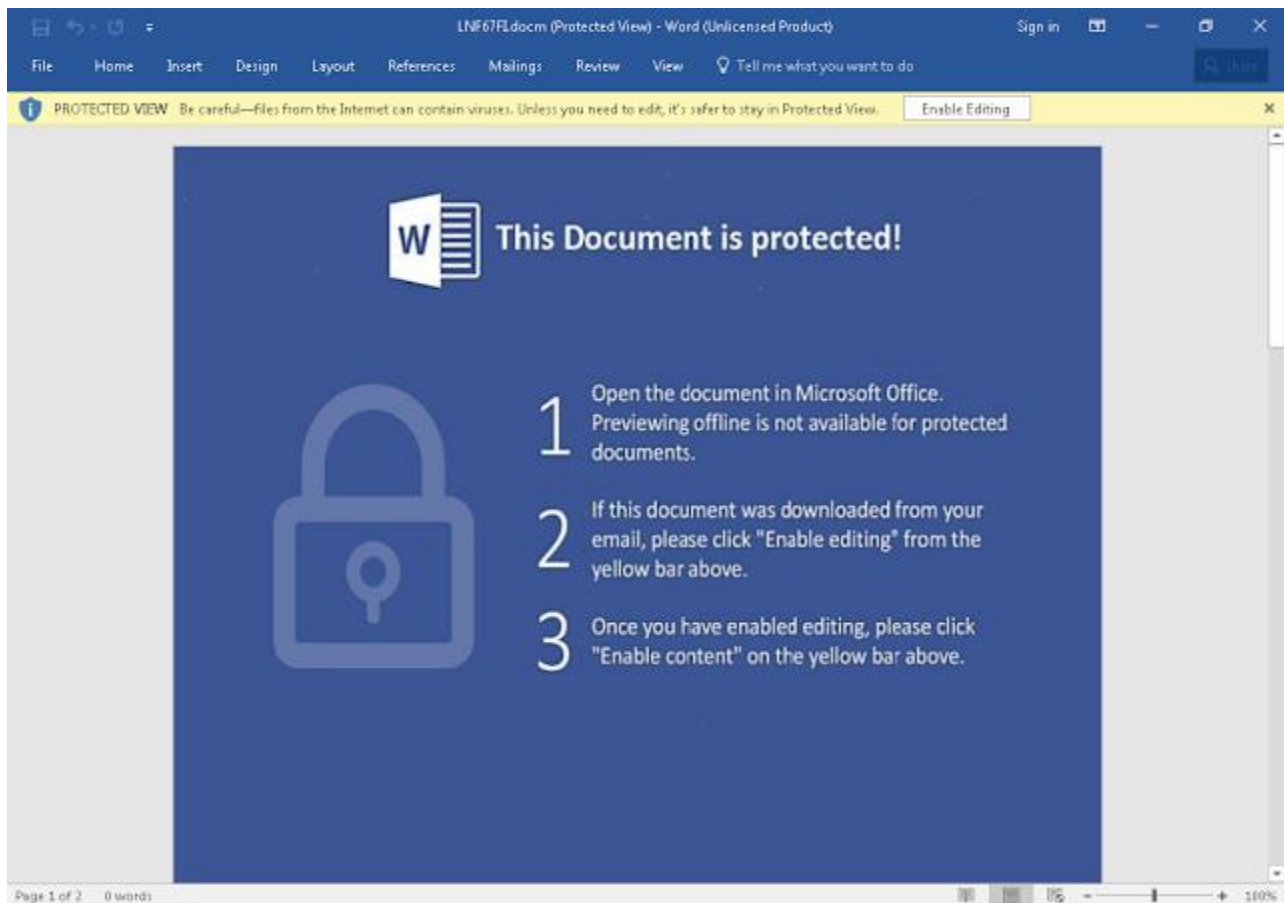 LNF67FI.docm (Protected View) - Word (Unlicensed Product)
Sign in
File Home Insert Design Layout References Mailings Review View Tell me what you want to do
Share
PROTECTED VIEW Be careful—files from the Internet can contain viruses. Unless you need to edit, it's safer to stay in Protected View. Enable Editing
W
This Document is protected!
1
Open the document in Microsoft Office.
Previewing offline is not available for protected
documents.
2
If this document was downloaded from your
email, please click "Enable editing" from the
yellow bar above.
3
Once you have enabled editing, please click
"Enable content" on the yellow bar above.
Page 1 of 2 0 words
100%